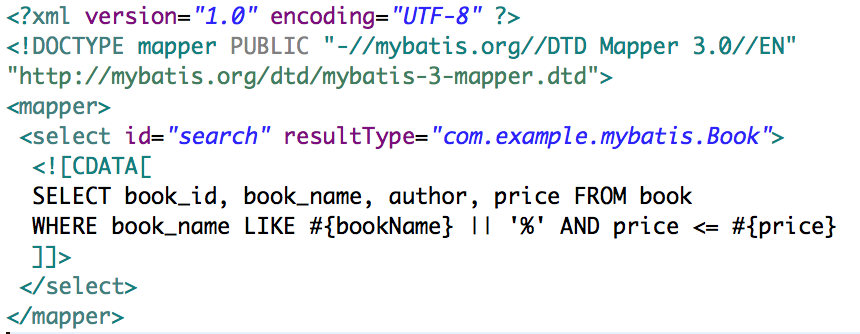 <?xml version="1.0" encoding="UTF-8" ?>
<!DOCTYPE mapper PUBLIC "-//mybatis.org//DTD Mapper 3.0//EN"
"http://mybatis.org/dtd/mybatis-3-mapper.dtd">
<mapper>
<select id="search" resultType="com.example.mybatis.Book">
<![CDATA[
SELECT book_id, book_name, author, price FROM book
WHERE book_name LIKE #{bookName} || '%' AND price <= #{price}
]]>
</select>
</mapper>